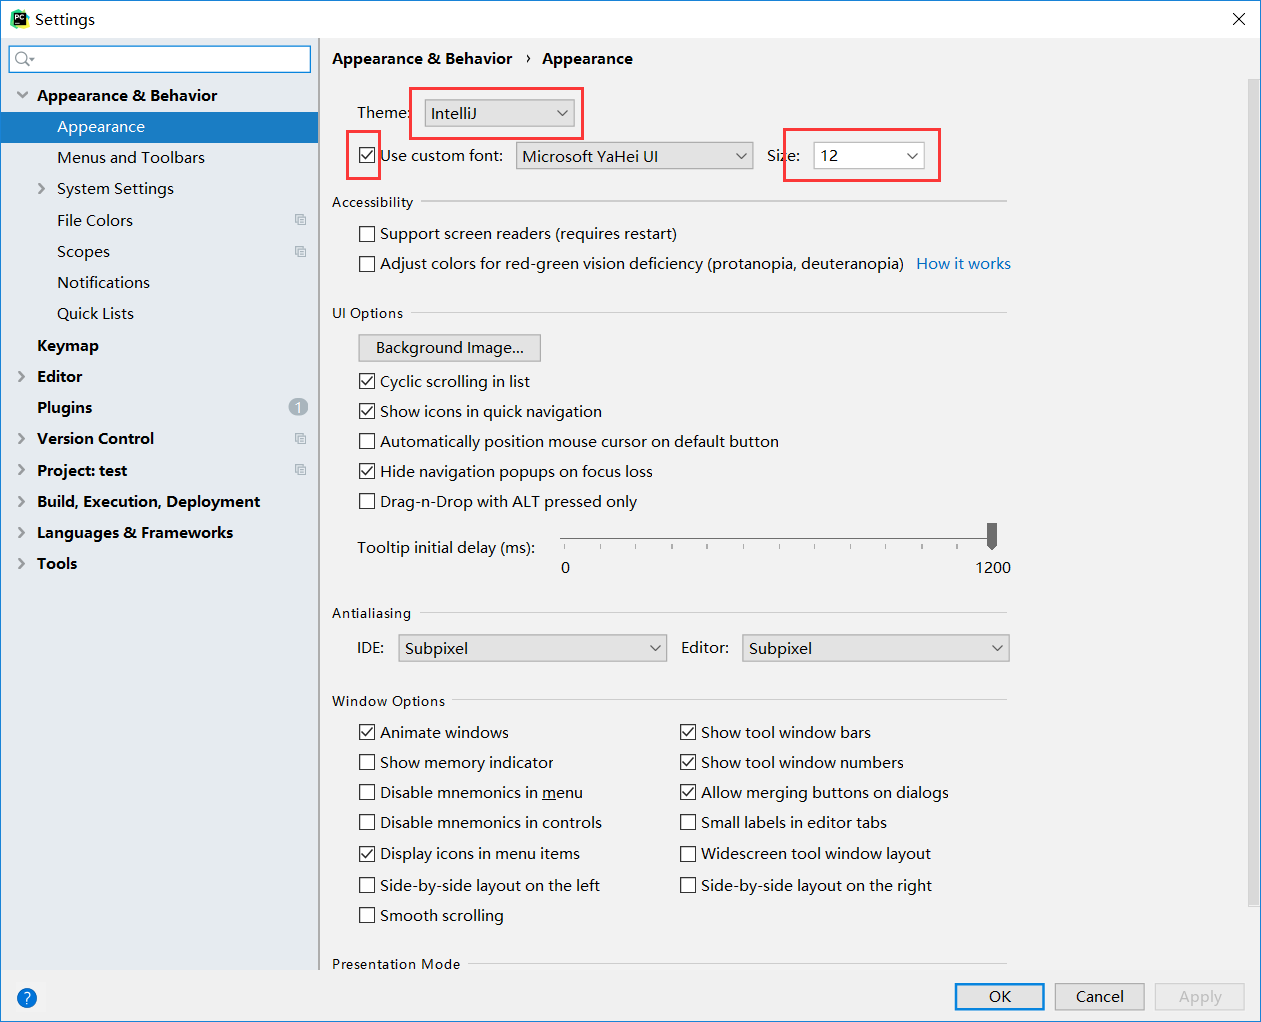 Settings
Appearance & Behavior
Appearance
Menus and Toolbars
System Settings
File Colors
Scopes
Notifications
Quick Lists
Keymap
Editor
Plugins 1
Version Control
Project: test
Build, Execution, Deployment
Languages & Frameworks
Tools
Appearance & Behavior › Appearance
Theme: IntelliJ
Use custom font: Microsoft YaHei UI Size: 12
Accessibility
Support screen readers (requires restart)
Adjust colors for red-green vision deficiency (protanopia, deuteranopia) How it works
UI Options
Background Image...
Cyclic scrolling in list
Show icons in quick navigation
Automatically position mouse cursor on default button
Hide navigation popups on focus loss
Drag-n-Drop with ALT pressed only
Tooltip initial delay (ms):
0 1200
Antialiasing
IDE: Subpixel Editor: Subpixel
Window Options
Animate windows Show tool window bars
Show memory indicator Show tool window numbers
Disable mnemonics in menu Allow merging buttons on dialogs
Disable mnemonics in controls Small labels in editor tabs
Display icons in menu items Widescreen tool window layout
Side-by-side layout on the left Side-by-side layout on the right
Smooth scrolling
Presentation Mode
? OK Cancel Apply